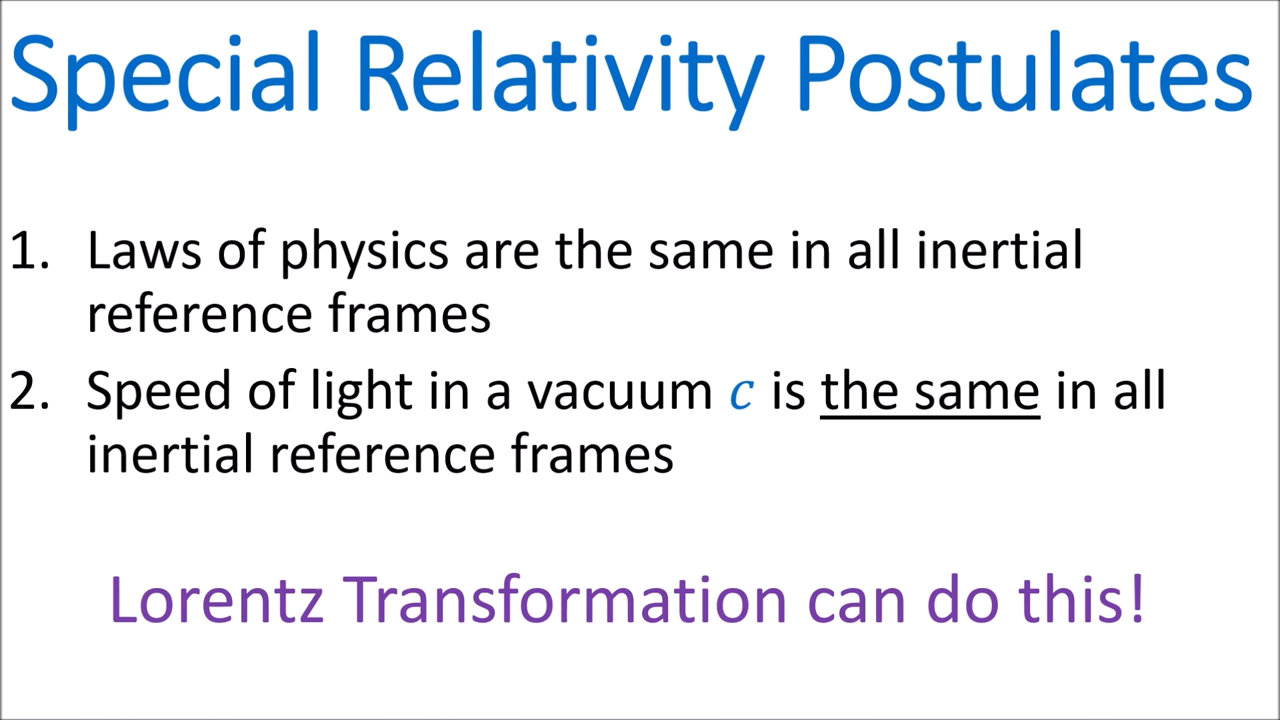 Special Relativity Postulates
1. Laws of physics are the same in all inertial
reference frames
2. Speed of light in a vacuum c is the same in all
inertial reference frames
Lorentz Transformation can do this!